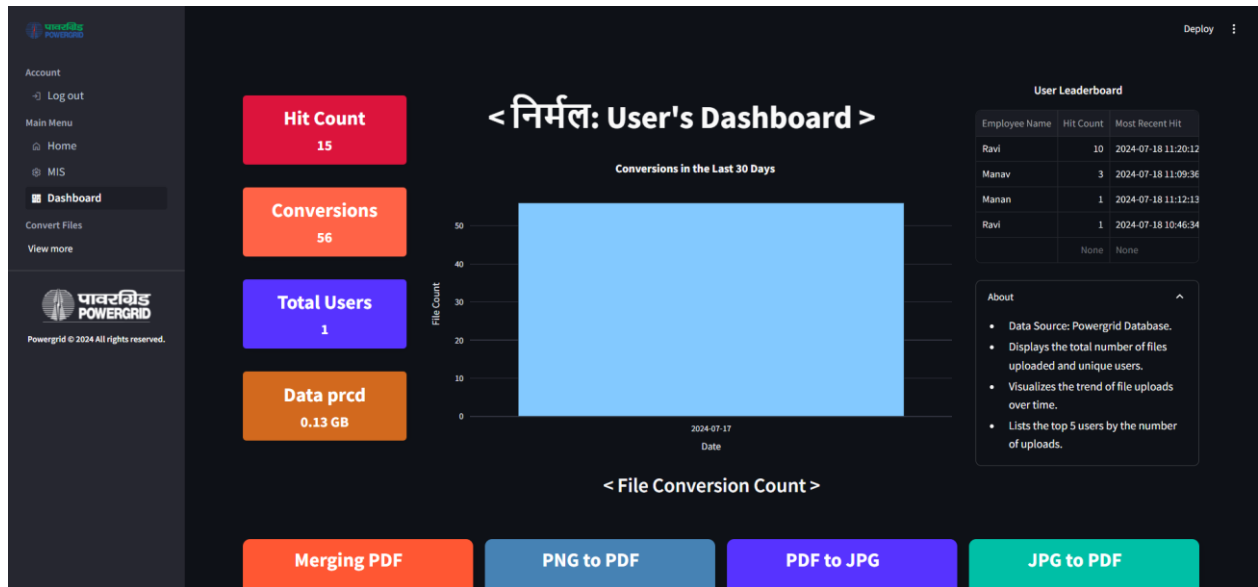 पावरग्रिड
POWERGRID
Account
Log out
Main Menu
Home
MIS
Dashboard
Convert Files
View more
पावरग्रिड
POWERGRID
Powergrid © 2024 All rights reserved.
Deploy
Hit Count
15
Conversions
56
Total Users
1
Data prcd
0.13 GB
< निर्मल: User's Dashboard >
Conversions in the Last 30 Days
File Count
50
40
30
20
10
0
2024-07-17
Date
User Leaderboard
Employee Name Hit Count Most Recent Hit
Ravi 10 2024-07-18 11:20:12
Manav 3 2024-07-18 11:09:36
Manan 1 2024-07-18 11:12:13
Ravi 1 2024-07-18 10:46:34
None None
About
• Data Source: Powergrid Database.
• Displays the total number of files
uploaded and unique users.
• Visualizes the trend of file uploads
over time.
• Lists the top 5 users by the number
of uploads.
< File Conversion Count >
Merging PDF
PNG to PDF
PDF to JPG
JPG to PDF